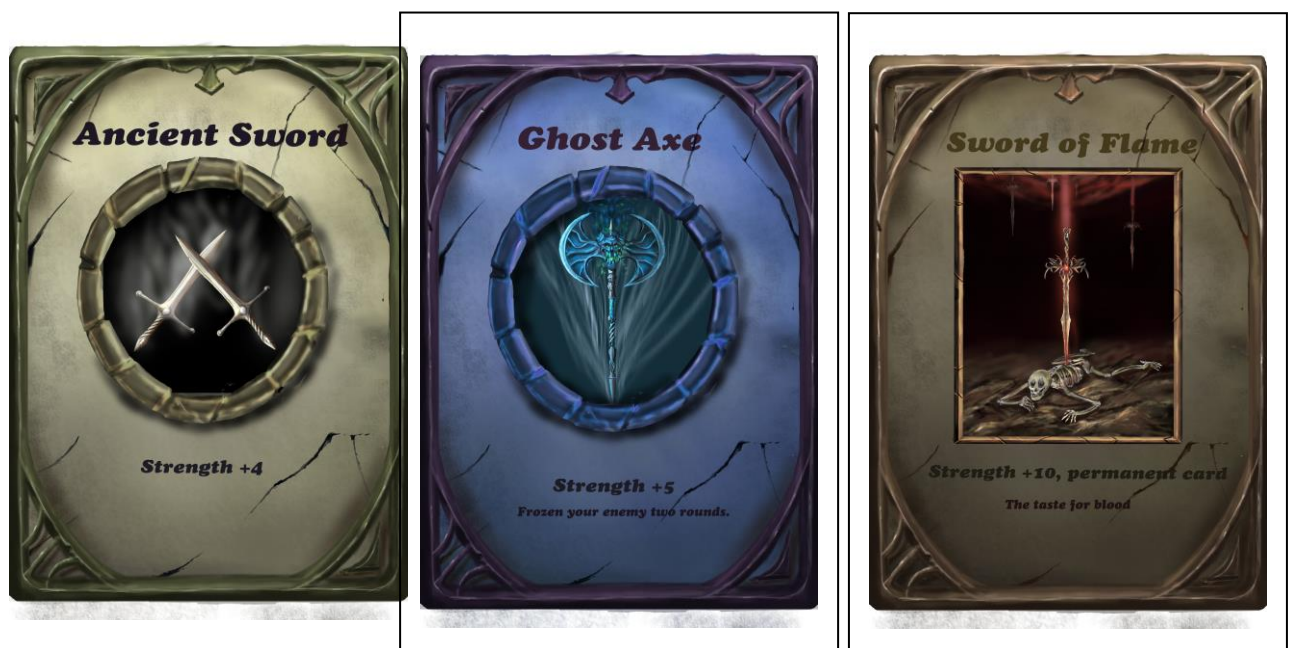 Ancient Sword
Strength +4
Ghost Axe
Strength +5
Frozen your enemy two rounds.
Sword of Flame
Strength +10, permanent card
The taste for blood